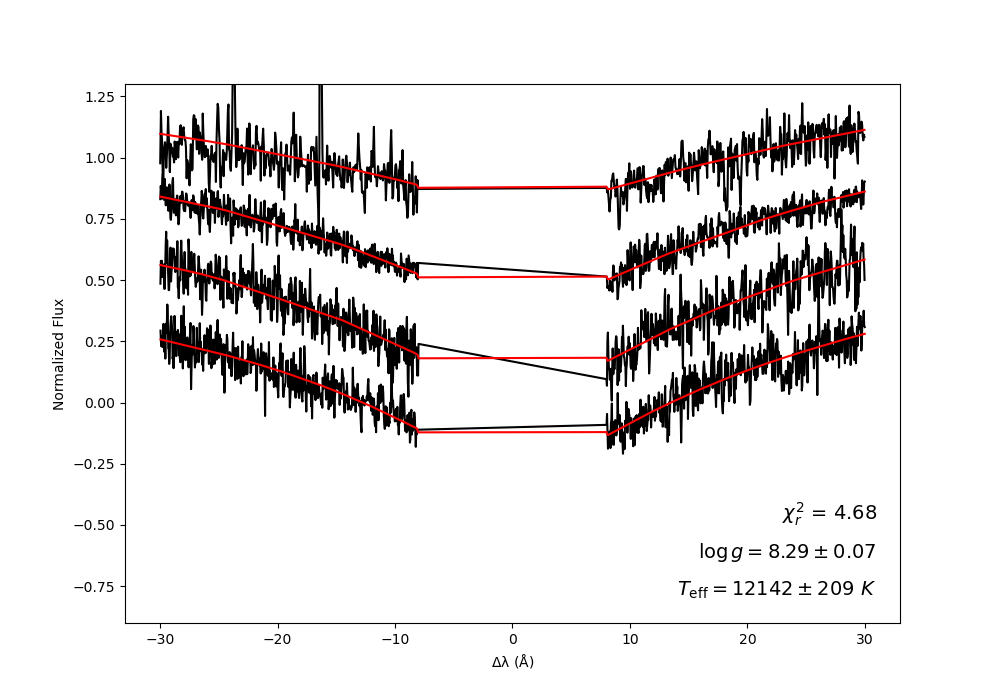 1.25
1.00
0.75
0.50
0.25
0.00
−0.25
−0.50
−0.75
Normalized Flux
χ²ᵣ = 4.68
log g = 8.29 ± 0.07
T_eff = 12142 ± 209 K
−30 −20 −10 0 10 20 30
Δλ (Å)